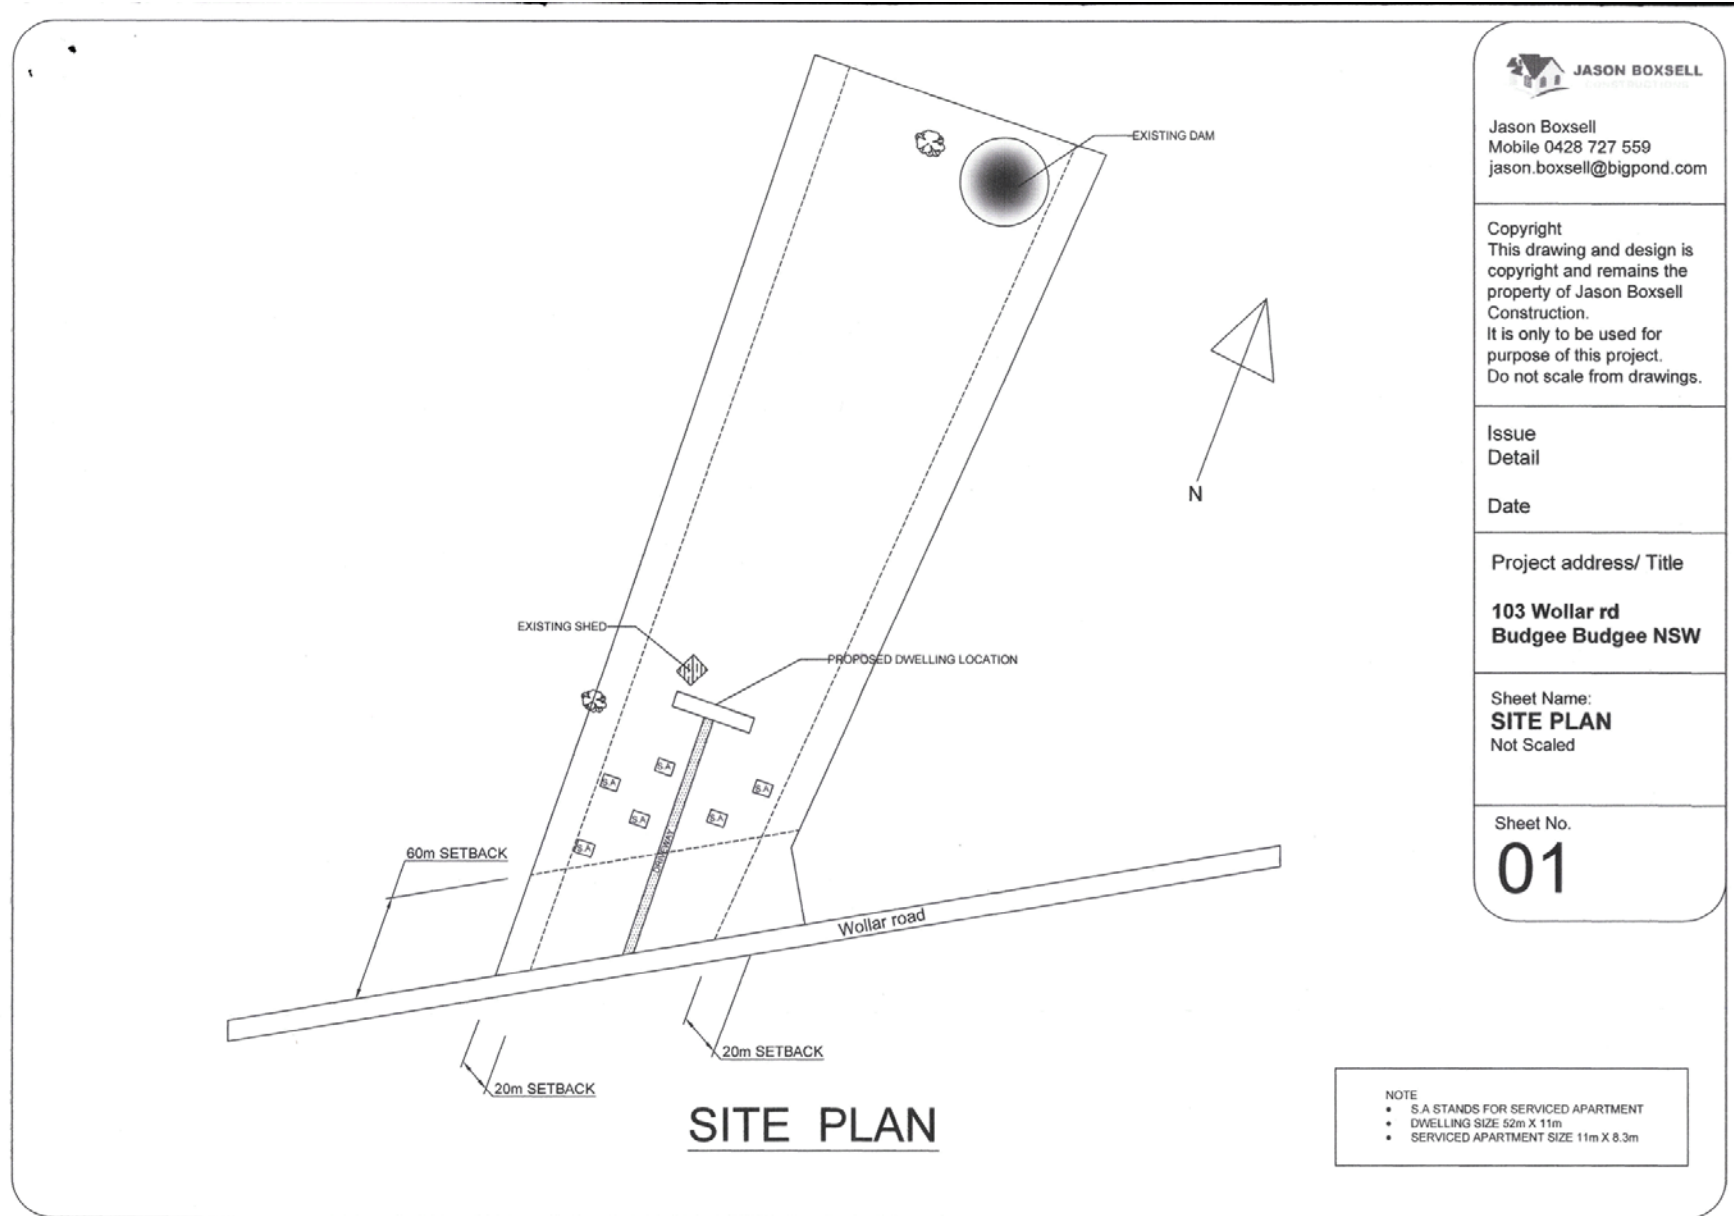 EXISTING DAM
EXISTING SHED
PROPOSED DWELLING LOCATION
S.A
S.A
S.A
S.A
S.A
S.A
DRIVEWAY
60m SETBACK
Wollar road
20m SETBACK
20m SETBACK
N
SITE PLAN
JASON BOXSELL
Jason Boxsell
Mobile 0428 727 559
jason.boxsell@bigpond.com
Copyright
This drawing and design is
copyright and remains the
property of Jason Boxsell
Construction.
It is only to be used for
purpose of this project.
Do not scale from drawings.
Issue
Detail
Date
Project address/ Title
103 Wollar rd
Budgee Budgee NSW
Sheet Name:
SITE PLAN
Not Scaled
Sheet No.
01
NOTE
• S.A STANDS FOR SERVICED APARTMENT
• DWELLING SIZE 52m X 11m
• SERVICED APARTMENT SIZE 11m X 8.3m